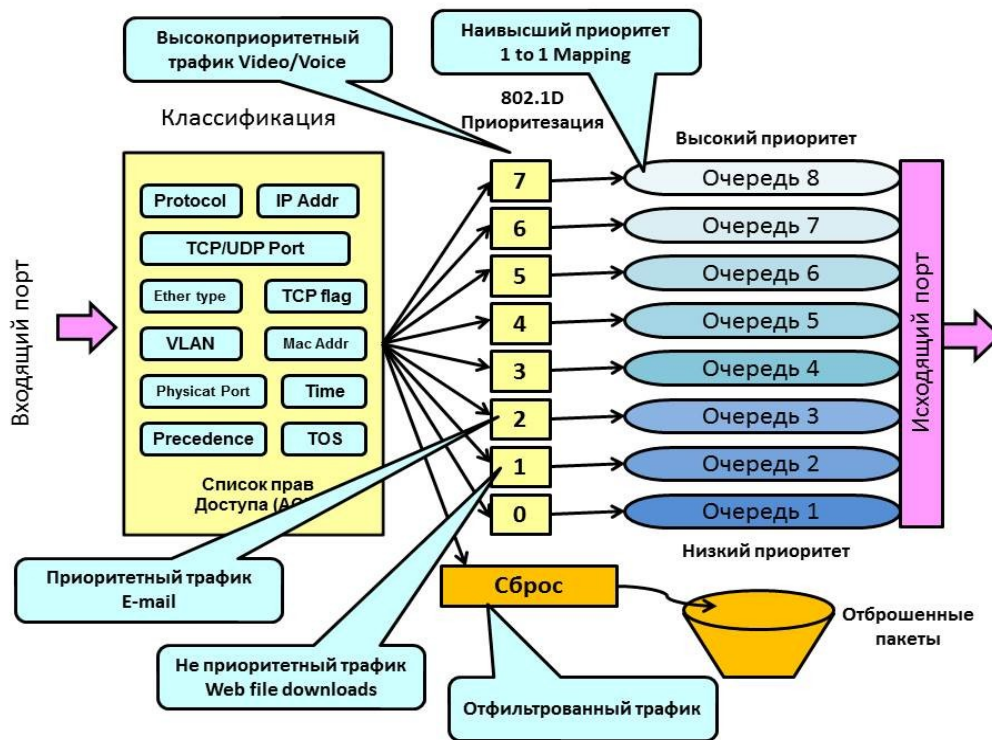 Высокоприоритетный
трафик Video/Voice
Наивысший приоритет
1 to 1 Mapping
Классификация
802.1D
Приоритезация
Высокий приоритет
Входящий порт
Protocol
IP Addr
TCP/UDP Port
Ether type
TCP flag
VLAN
Mac Addr
Physicat Port
Time
Precedence
TOS
Список прав
Доступа
7
6
5
4
3
2
1
0
Очередь 8
Очередь 7
Очередь 6
Очередь 5
Очередь 4
Очередь 3
Очередь 2
Очередь 1
Исходящий порт
Низкий приоритет
Приоритетный трафик
E-mail
Сброс
Отброшенные
пакеты
Не приоритетный трафик
Web file downloads
Отфильтрованный трафик